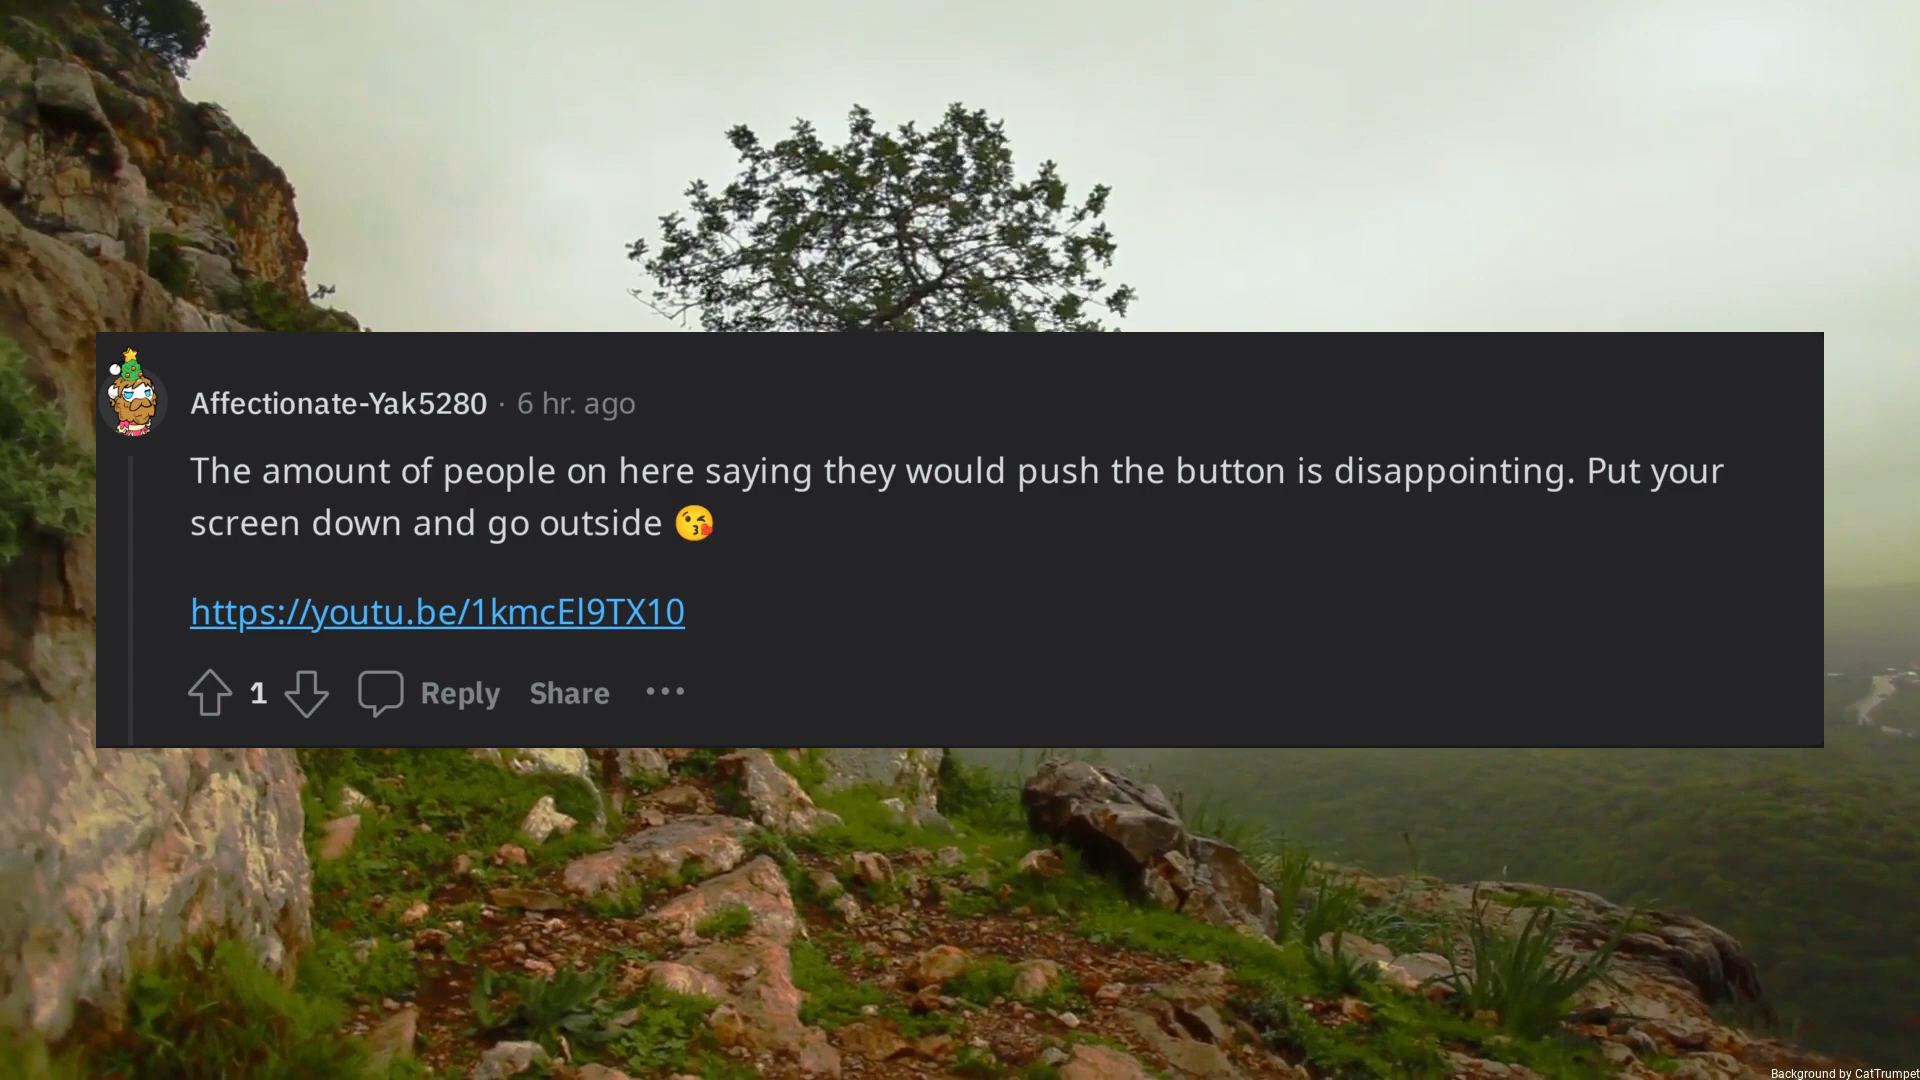 Affectionate-Yak5280 · 6 hr. ago
The amount of people on here saying they would push the button is disappointing. Put your
screen down and go outside 😘
https://youtu.be/1kmcEl9TX10
1 Reply Share ···
Background by CatTrumpet